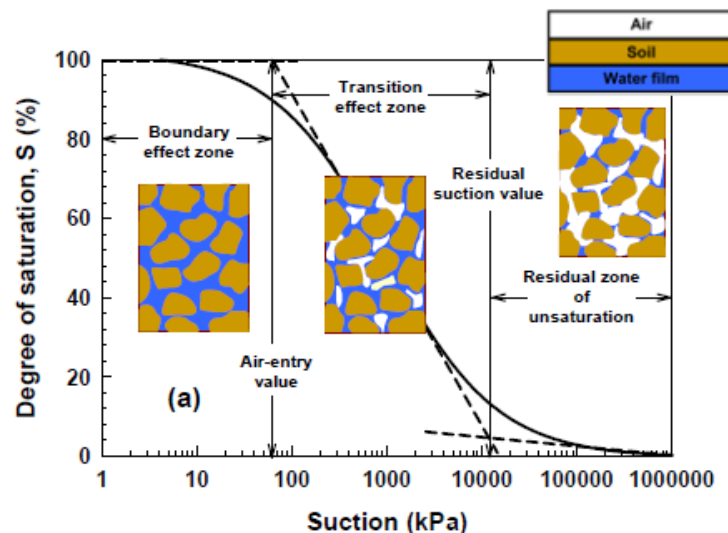 Air
Soil
Water film
100
80
60
40
20
0
Degree of saturation, S (%)
Boundary
effect zone
Transition
effect zone
Residual
suction value
Residual zone
of
unsaturation
Air-entry
value
(a)
1
10
100
1000
10000
100000
1000000
Suction (kPa)